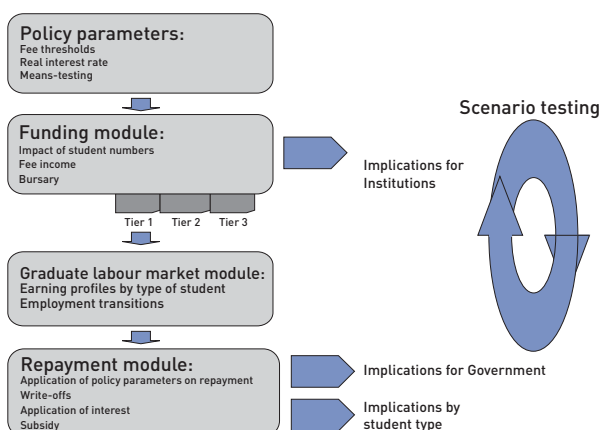 Policy parameters:
Fee thresholds
Real interest rate
Means-testing
Scenario testing
Funding module:
Impact of student numbers
Fee income
Bursary
Implications for
Institutions
Tier 1 Tier 2 Tier 3
Graduate labour market module:
Earning profiles by type of student
Employment transitions
Repayment module:
Application of policy parameters on repayment
Write-offs
Application of interest
Subsidy
Implications for Government
Implications by
student type